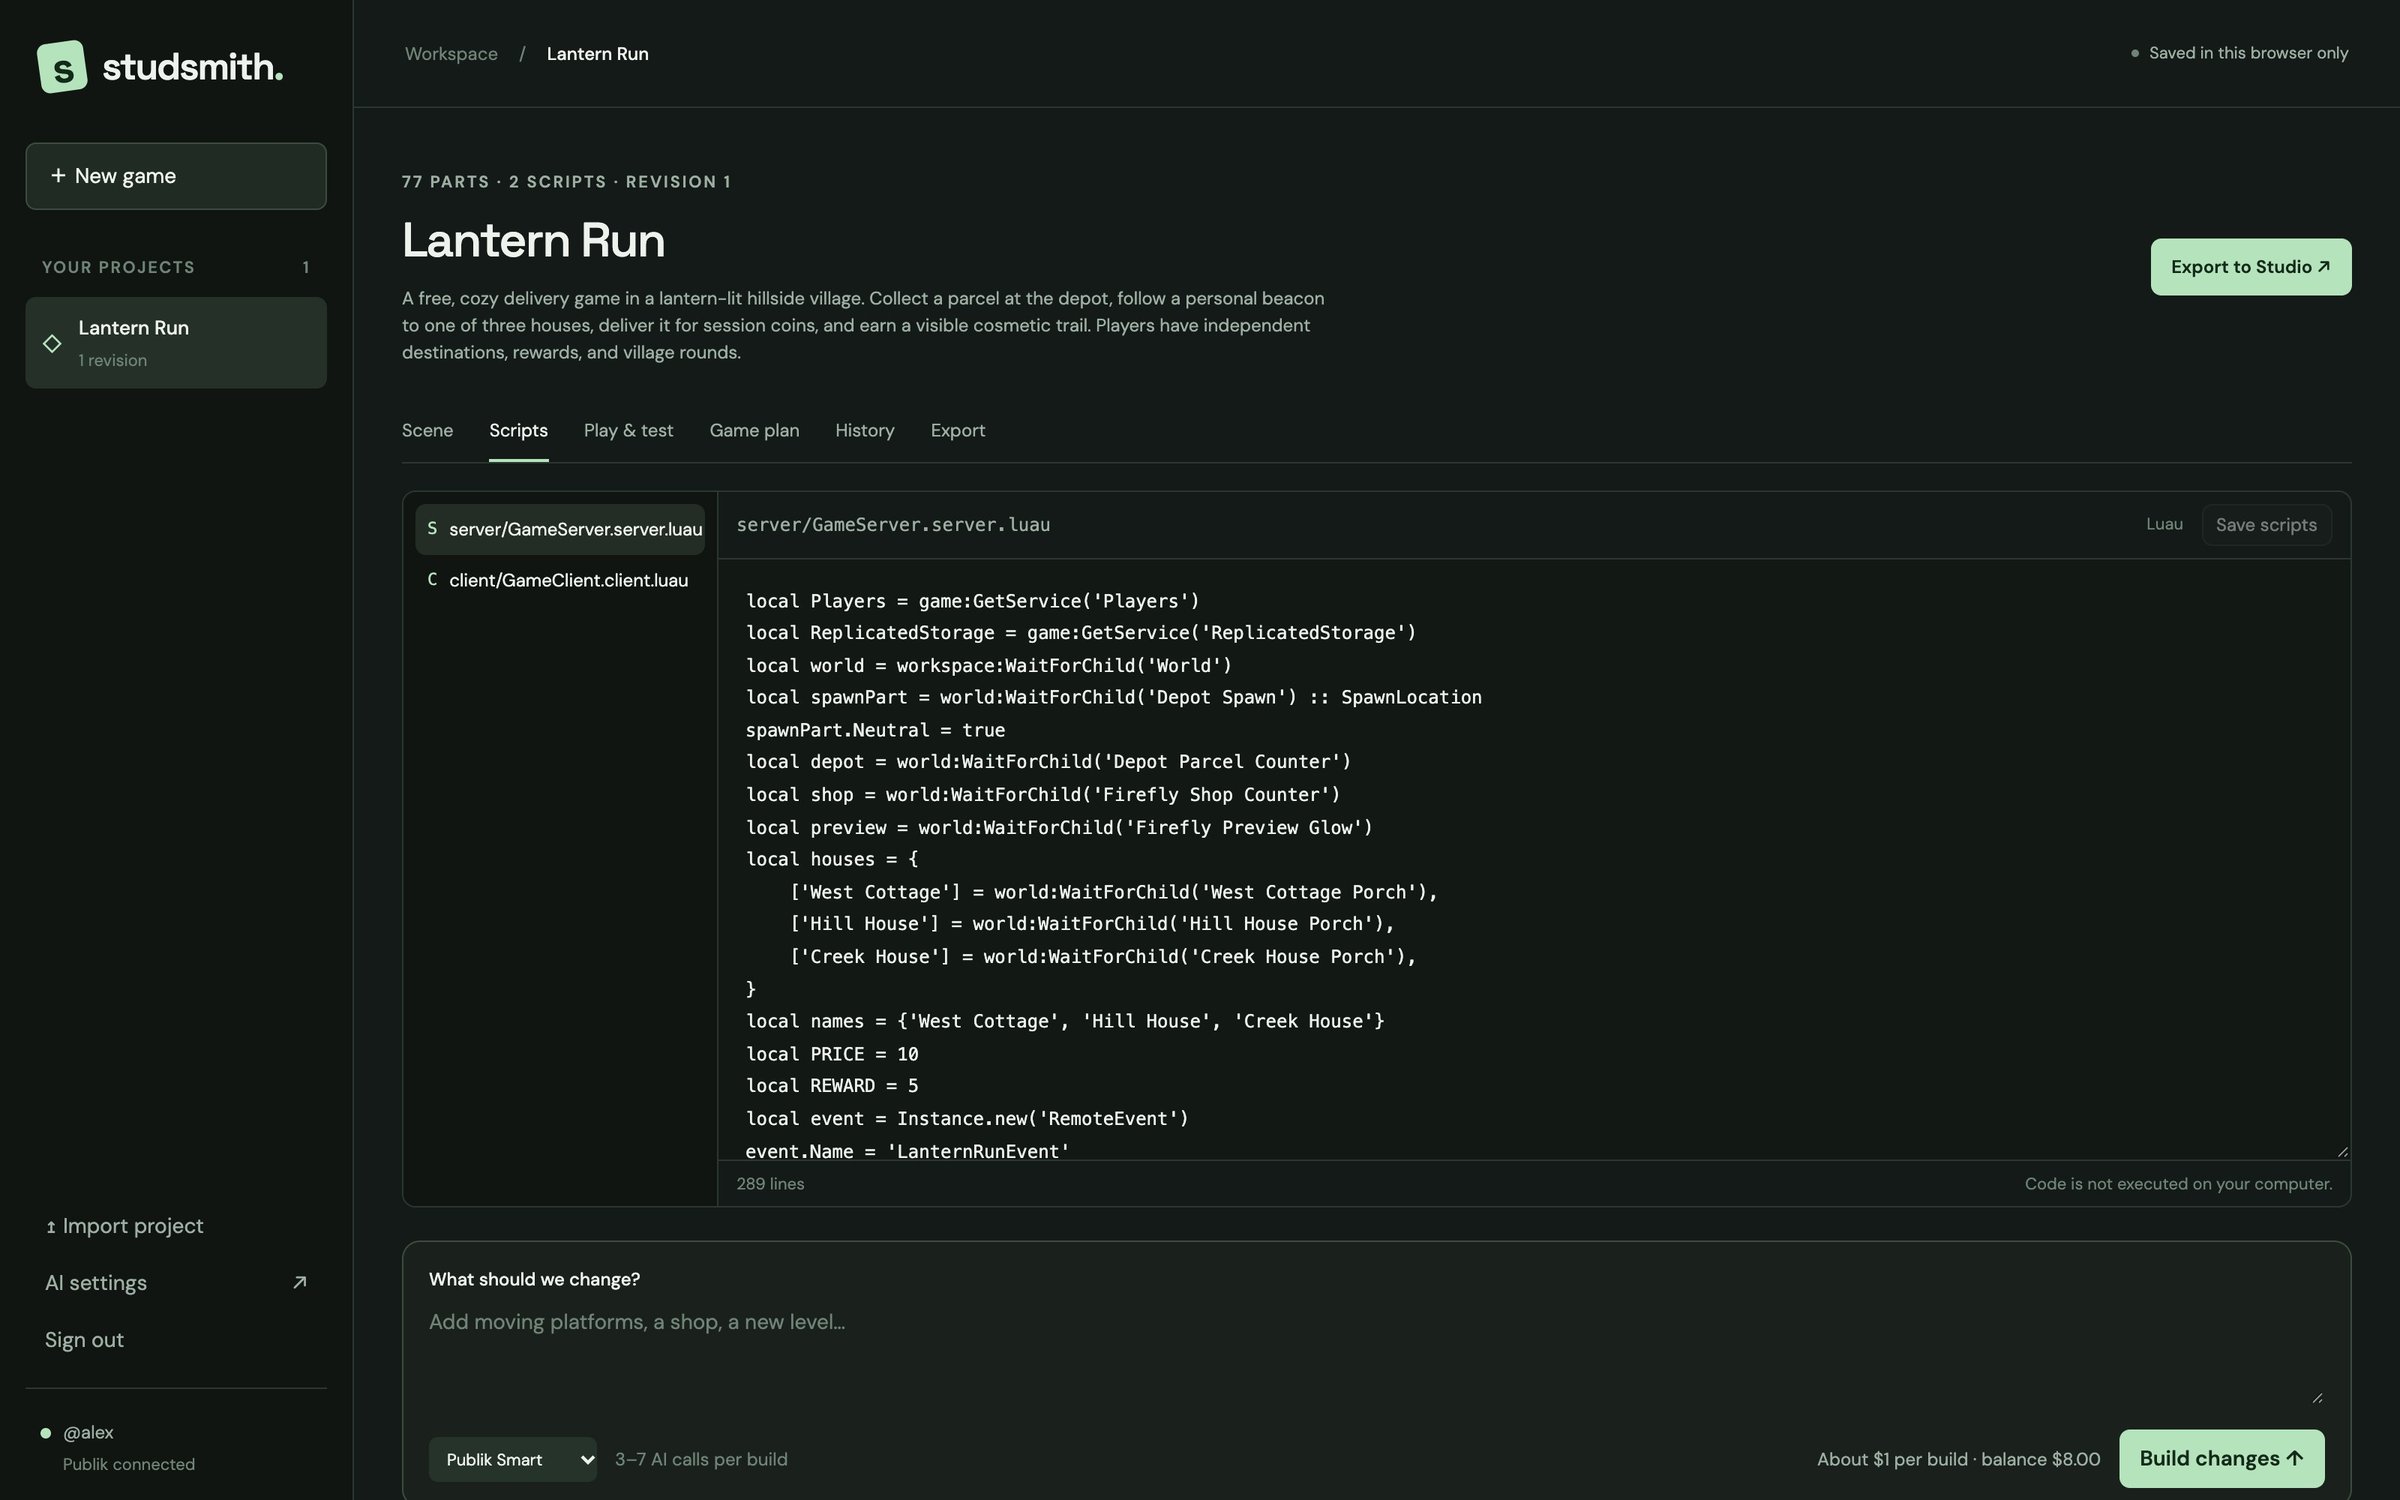 s studsmith.
+ New game
YOUR PROJECTS 1
Lantern Run
1 revision
↥ Import project
AI settings ↗
Sign out
@alex
Publik connected
Workspace / Lantern Run
Saved in this browser only
77 PARTS · 2 SCRIPTS · REVISION 1
Lantern Run
A free, cozy delivery game in a lantern-lit hillside village. Collect a parcel at the depot, follow a personal beacon
to one of three houses, deliver it for session coins, and earn a visible cosmetic trail. Players have independent
destinations, rewards, and village rounds.
Export to Studio ↗
Scene Scripts Play & test Game plan History Export
S server/GameServer.server.luau
C client/GameClient.client.luau
server/GameServer.server.luau Luau Save scripts
local Players = game:GetService('Players')
local ReplicatedStorage = game:GetService('ReplicatedStorage')
local world = workspace:WaitForChild('World')
local spawnPart = world:WaitForChild('Depot Spawn') :: SpawnLocation
spawnPart.Neutral = true
local depot = world:WaitForChild('Depot Parcel Counter')
local shop = world:WaitForChild('Firefly Shop Counter')
local preview = world:WaitForChild('Firefly Preview Glow')
local houses = {
    ['West Cottage'] = world:WaitForChild('West Cottage Porch'),
    ['Hill House'] = world:WaitForChild('Hill House Porch'),
    ['Creek House'] = world:WaitForChild('Creek House Porch'),
}
local names = {'West Cottage', 'Hill House', 'Creek House'}
local PRICE = 10
local REWARD = 5
local event = Instance.new('RemoteEvent')
event.Name = 'LanternRunEvent'
289 lines Code is not executed on your computer.
What should we change?
Add moving platforms, a shop, a new level...
Publik Smart 3–7 AI calls per build About $1 per build · balance $8.00 Build changes ↑